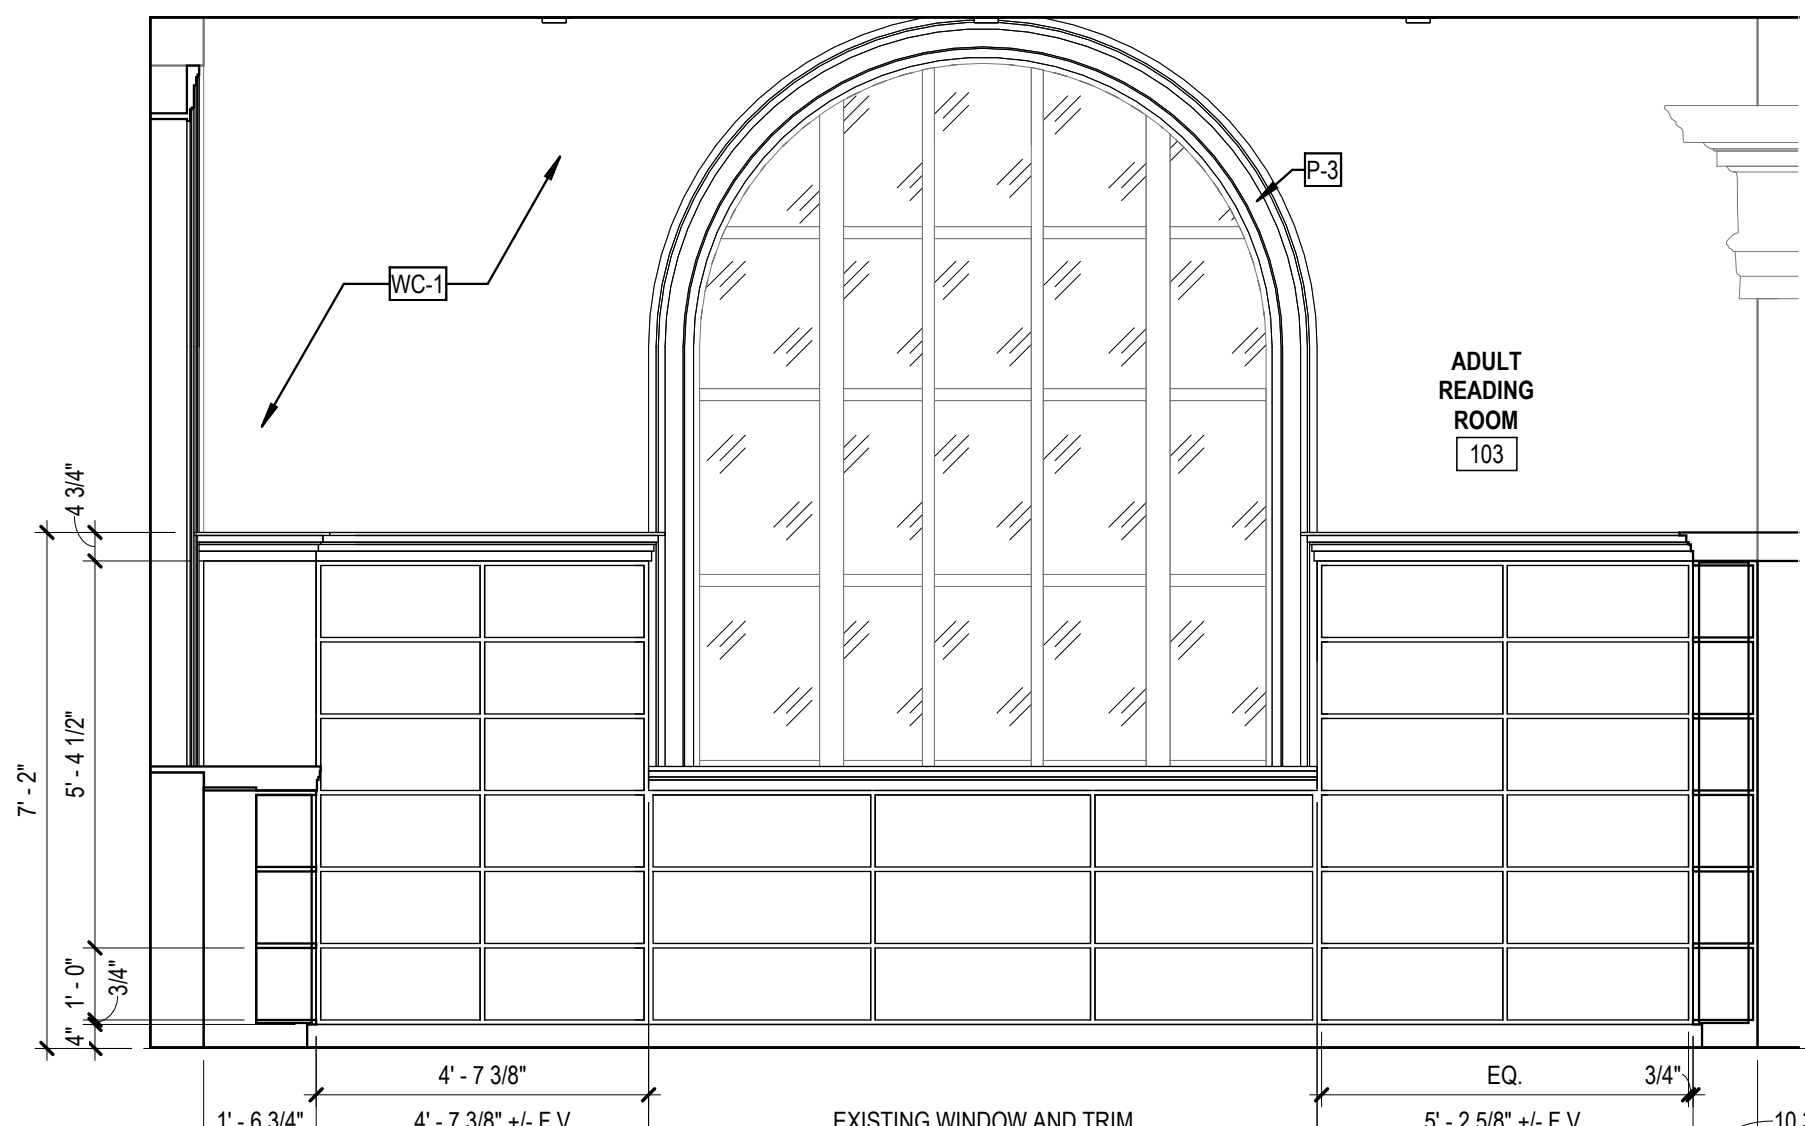 P-3
WC-1
ADULT
READING
ROOM
103
4 3/4"
5' - 4 1/2"
7' - 2"
1' - 0"
3/4"
4"
4' - 7 3/8"
EQ.
3/4"
1' - 6 3/4"
4' - 7 3/8" +/- F.V.
EXISTING WINDOW AND TRIM
5' - 2 5/8" +/- F.V.
10